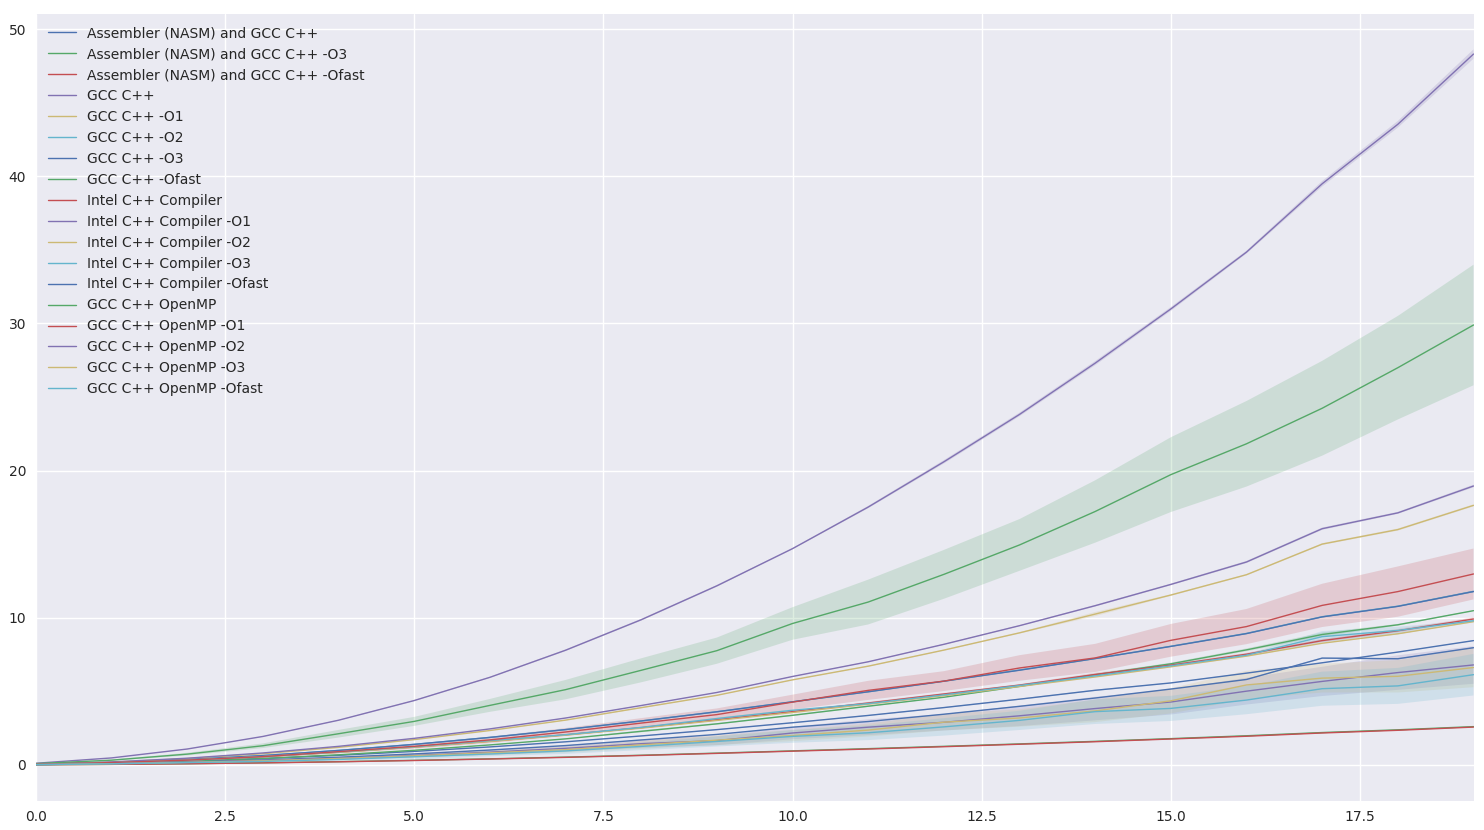 50
40
30
20
10
0
Assembler (NASM) and GCC C++
Assembler (NASM) and GCC C++ -O3
Assembler (NASM) and GCC C++ -Ofast
GCC C++
GCC C++ -O1
GCC C++ -O2
GCC C++ -O3
GCC C++ -Ofast
Intel C++ Compiler
Intel C++ Compiler -O1
Intel C++ Compiler -O2
Intel C++ Compiler -O3
Intel C++ Compiler -Ofast
GCC C++ OpenMP
GCC C++ OpenMP -O1
GCC C++ OpenMP -O2
GCC C++ OpenMP -O3
GCC C++ OpenMP -Ofast
0.0 2.5 5.0 7.5 10.0 12.5 15.0 17.5